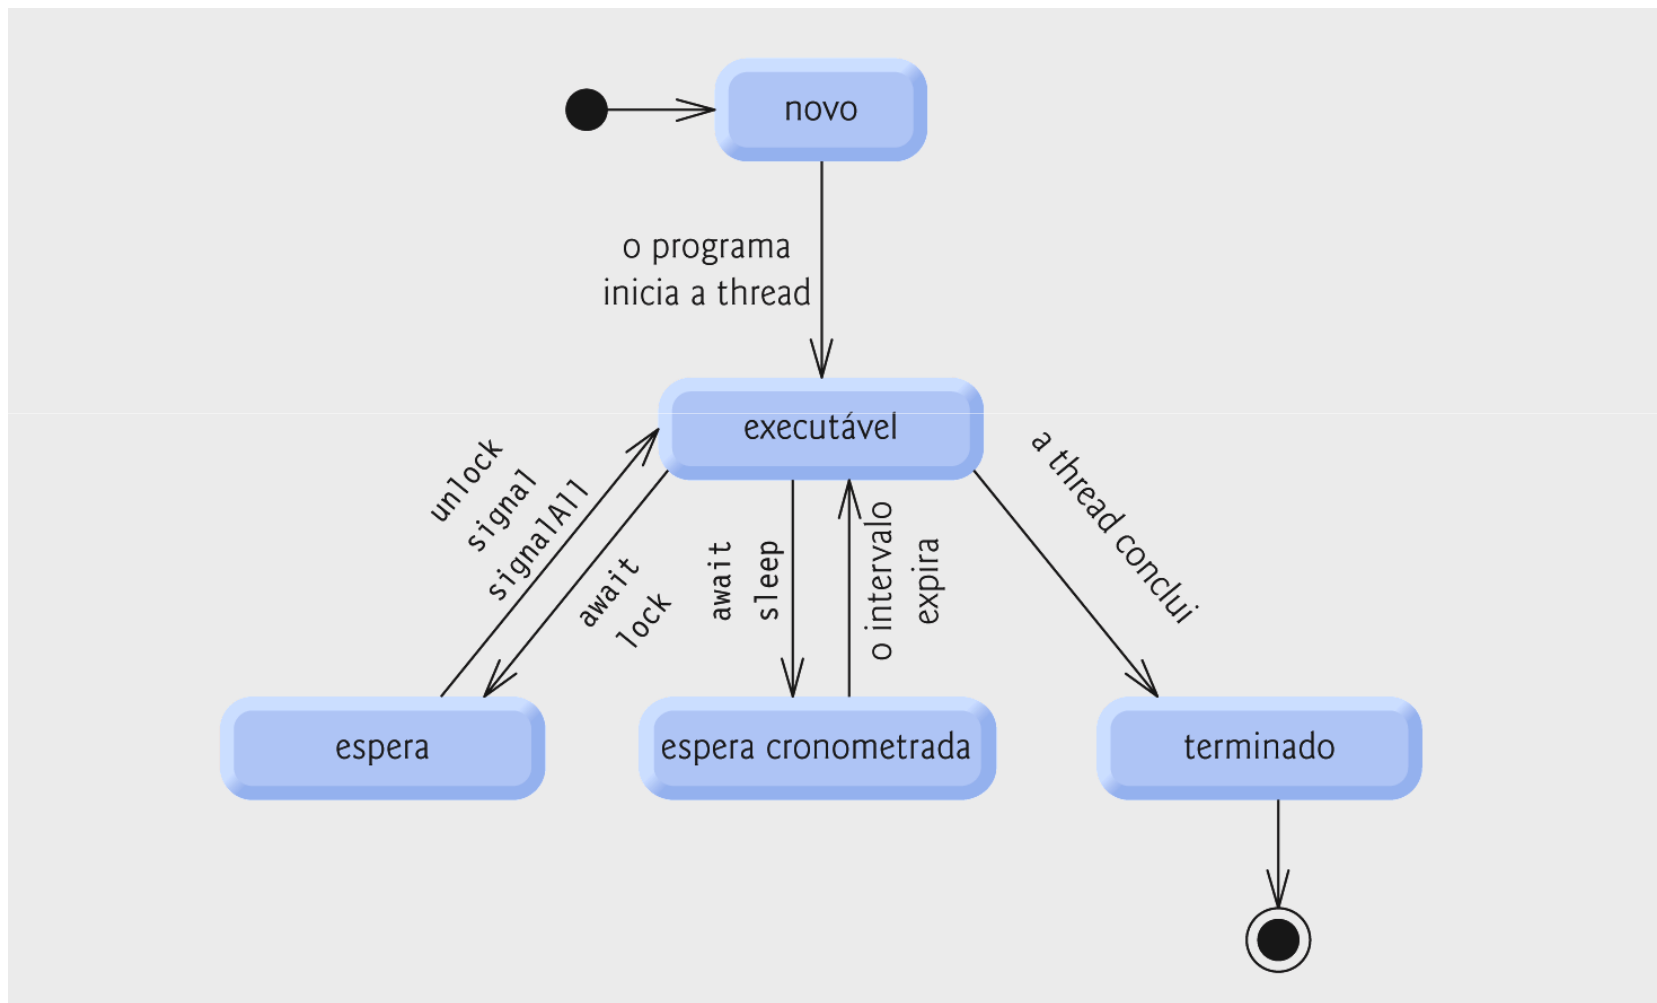 novo
o programa
inicia a thread
executável
unlock
signal
signalAll
await
lock
await
sleep
o intervalo
expira
a thread conclui
espera
espera cronometrada
terminado